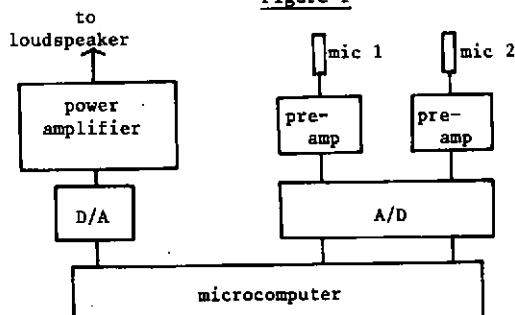 Figure 1
to
loudspeaker
mic 1
mic 2
power
amplifier
pre-
amp
pre-
amp
D/A
A/D
microcomputer